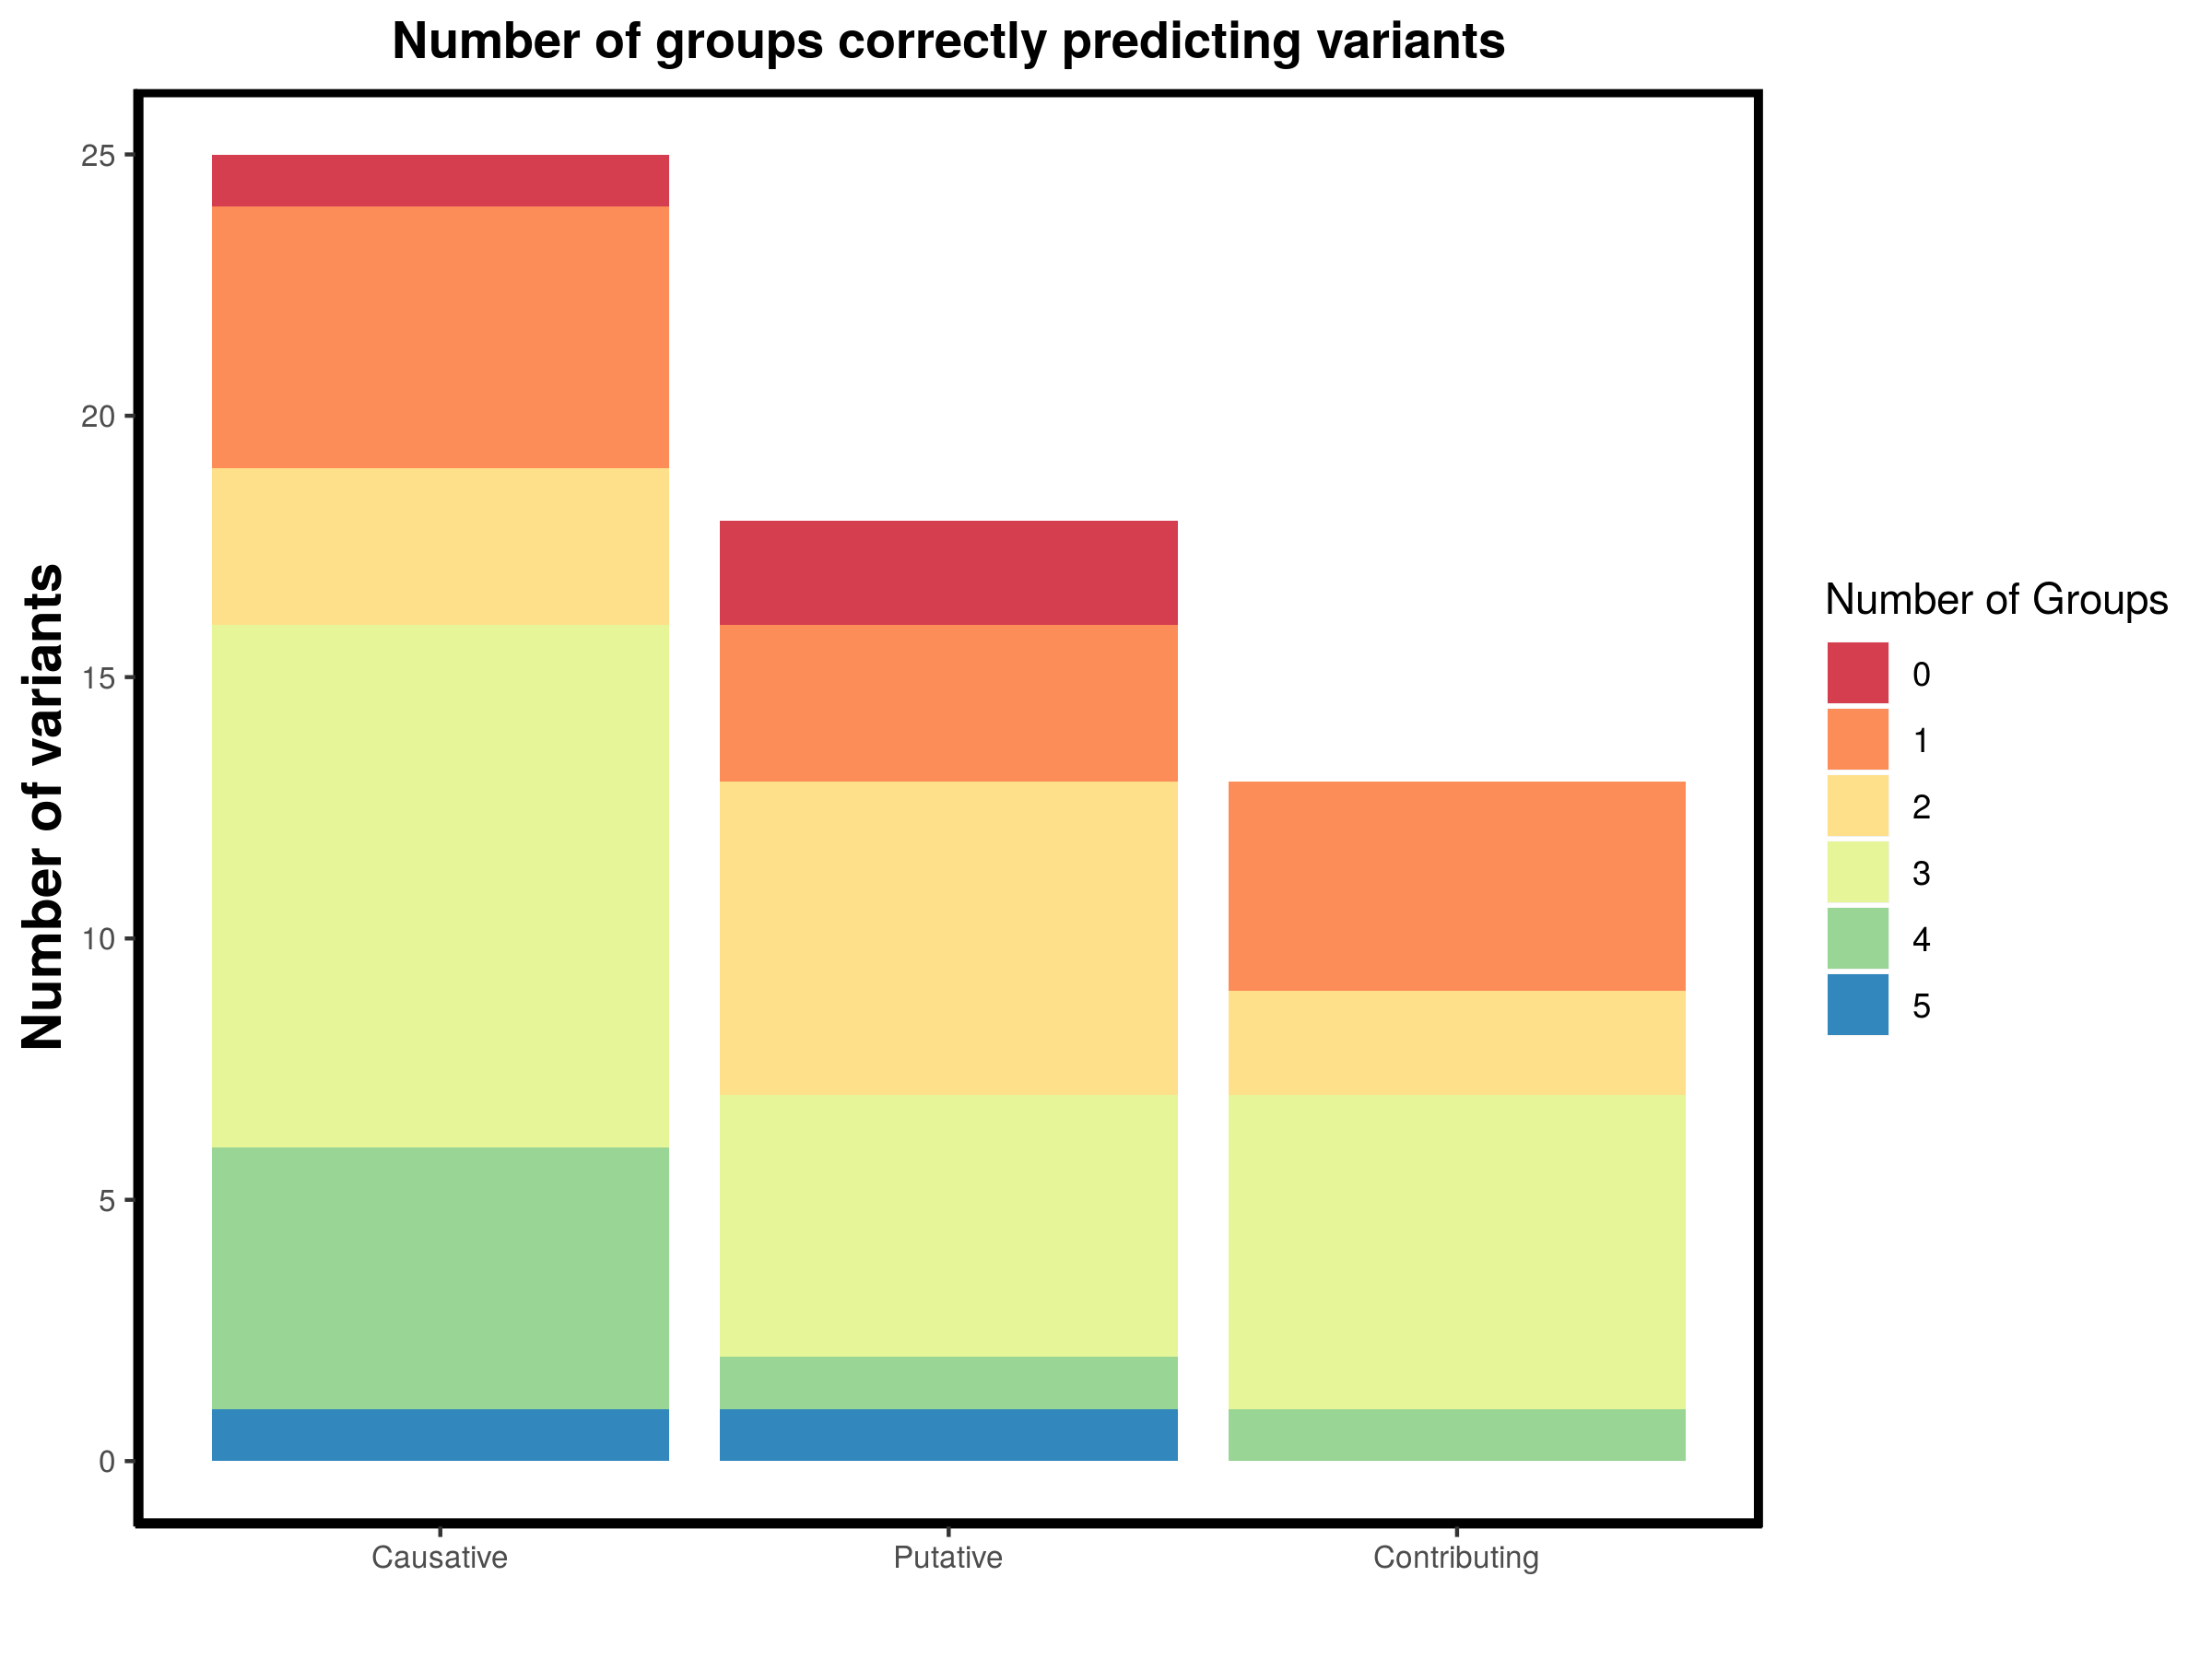 Number of groups correctly predicting variants
Number of variants
25
20
15
10
5
0
Causative
Putative
Contributing
Number of Groups
0
1
2
3
4
5